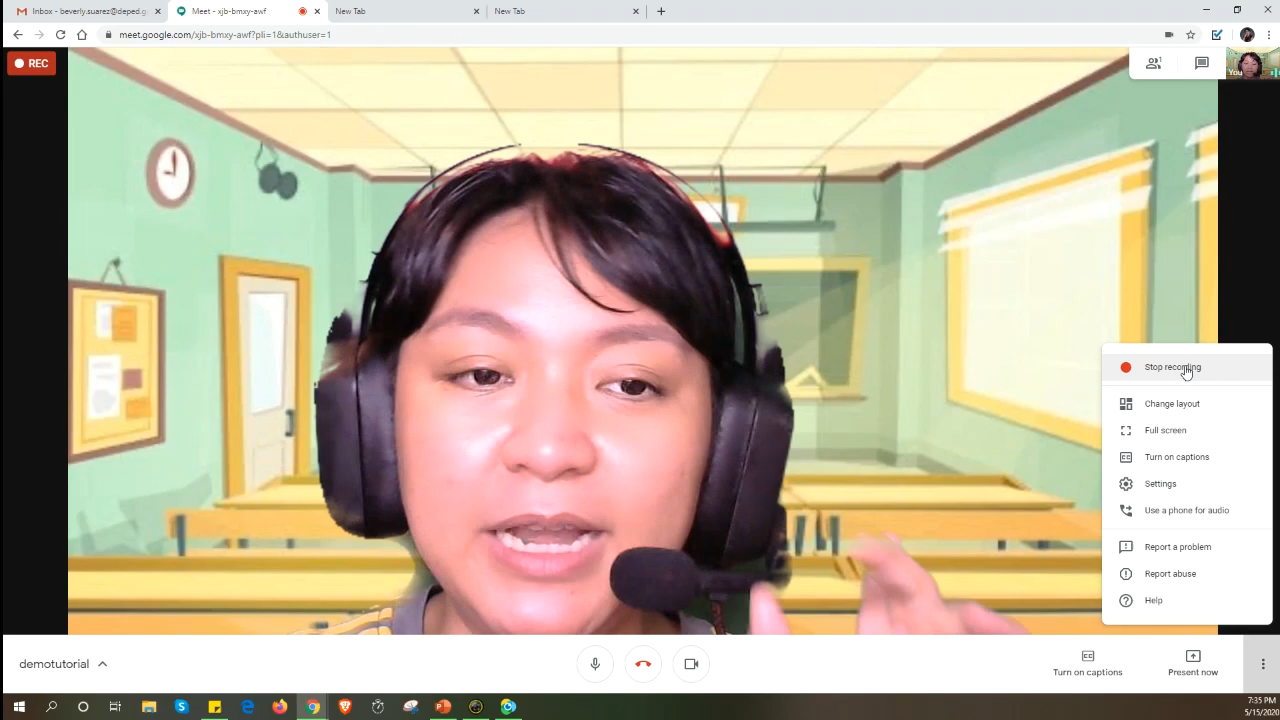 Inbox - beverly.suarez@deped.g
Meet - xjb-bmxy-awf
New Tab
New Tab
meet.google.com/xjb-bmxy-awf?pli=1&authuser=1
REC
1
You
Stop recording
Change layout
Full screen
Turn on captions
Settings
Use a phone for audio
Report a problem
Report abuse
Help
demotutorial
Turn on captions
Present now
7:35 PM
5/15/2020